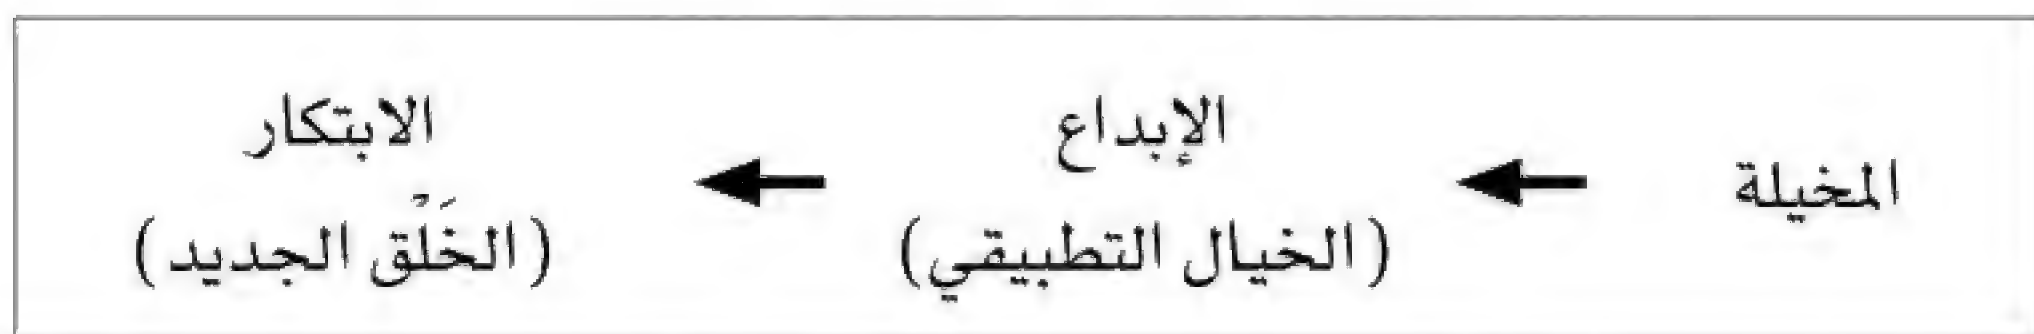 المخيلة
الإبداع
(الخيال التطبيقي)
الابتكار
(الخَلْق الجديد)